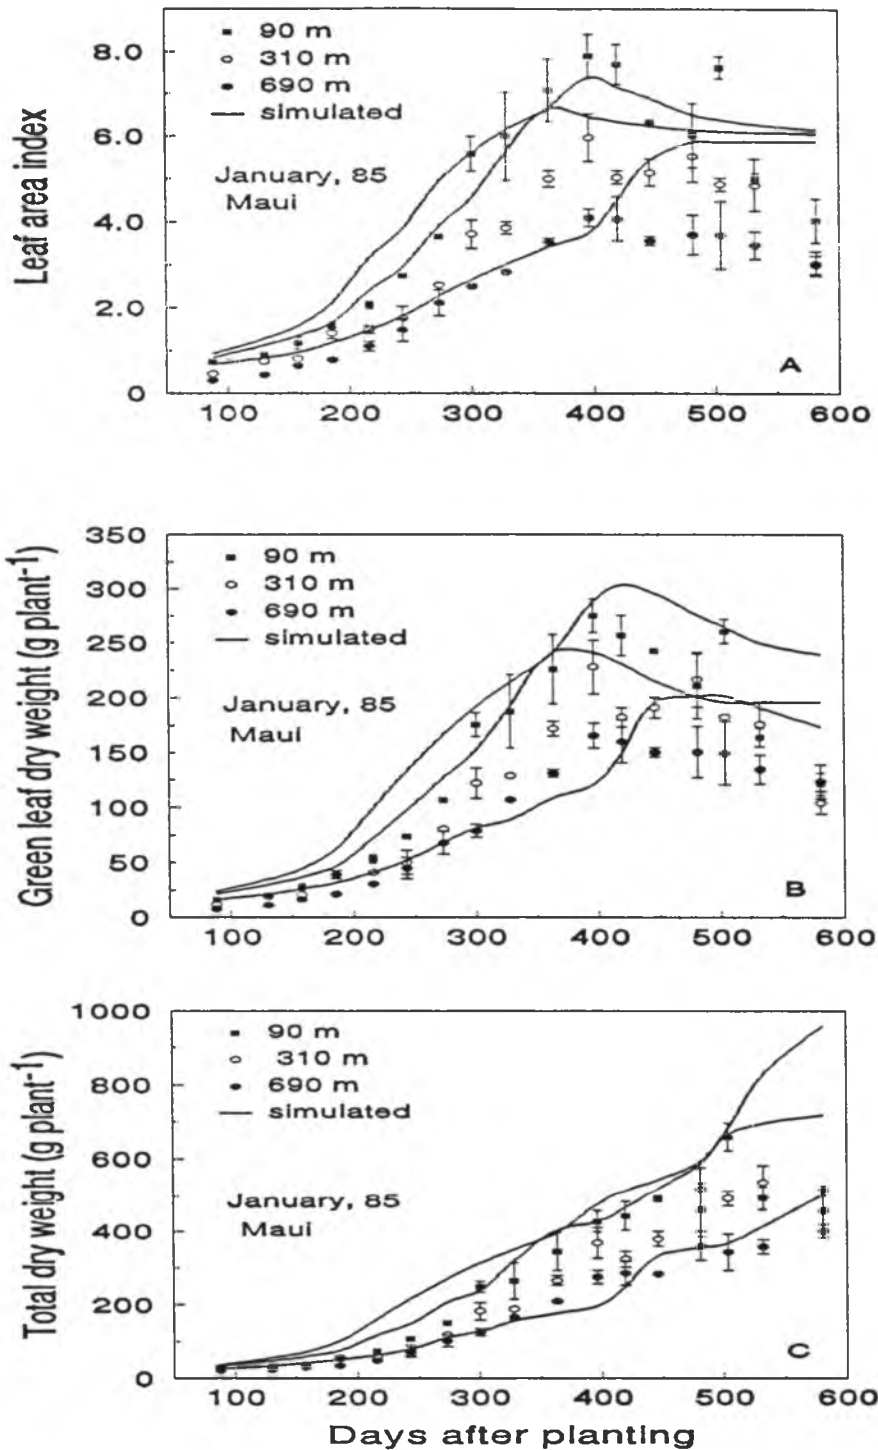 Leaf area index
8.0
6.0
4.0
2.0
0
90 m
310 m
690 m
simulated
January, 85
Maui
A
100 200 300 400 500 600
Green leaf dry weight (g plant-1)
350
300
250
200
150
100
50
0
90 m
310 m
690 m
simulated
January, 85
Maui
B
100 200 300 400 500 600
Total dry weight (g plant-1)
1000
800
600
400
200
0
90 m
310 m
690 m
simulated
January, 85
Maui
C
100 200 300 400 500 600
Days after planting